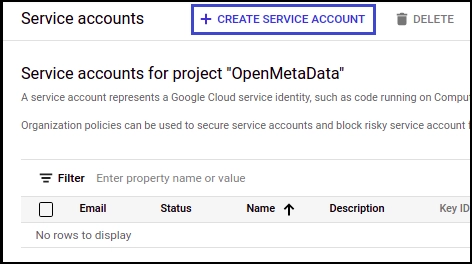 Service accounts + CREATE SERVICE ACCOUNT DELETE
Service accounts for project "OpenMetaData"
A service account represents a Google Cloud service identity, such as code running on Compu
Organization policies can be used to secure service accounts and block risky service account
Filter Enter property name or value
Email Status Name Description Key ID
No rows to display